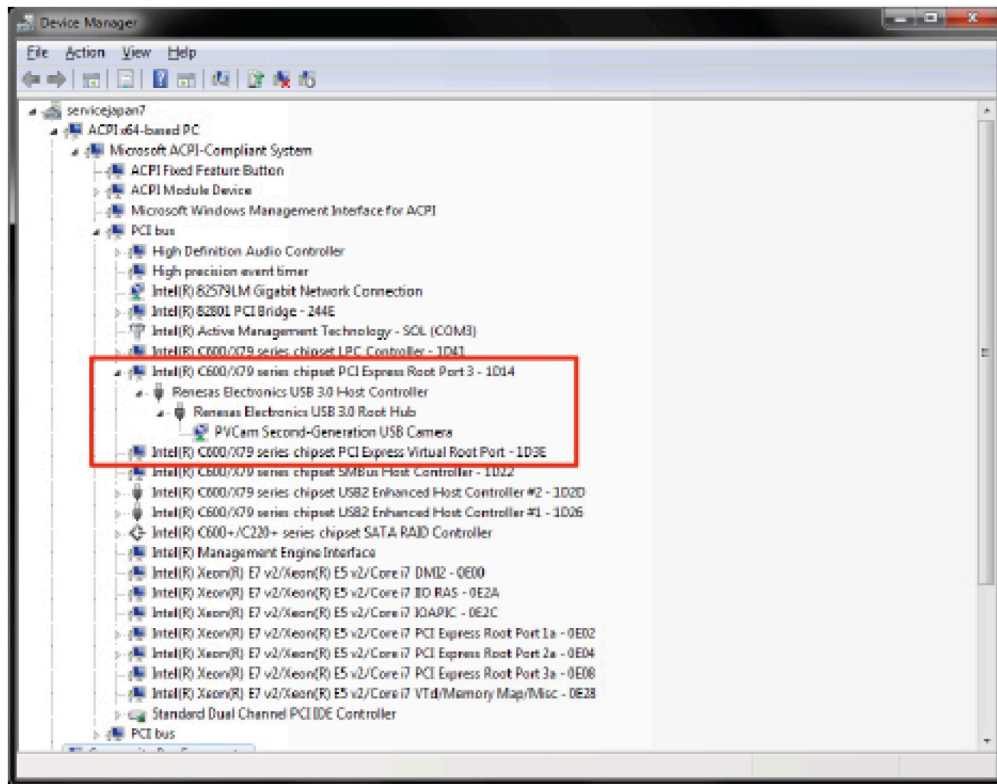 Device Manager
File Action View Help
servicejapan7
ACPI x64-based PC
Microsoft ACPI-Compliant System
ACPI Fixed Feature Button
ACPI Module Device
Microsoft Windows Management Interface for ACPI
PCI bus
High Definition Audio Controller
High precision event timer
Intel(R) 82579LM Gigabit Network Connection
Intel(R) 82801 PCI Bridge - 244E
Intel(R) Active Management Technology - SOL (COM3)
Intel(R) C600/X79 series chipset LPC Controller - 1D41
Intel(R) C600/X79 series chipset PCI Express Root Port 3 - 1D14
Renesas Electronics USB 3.0 Host Controller
Renesas Electronics USB 3.0 Root Hub
PVCam Second-Generation USB Camera
Intel(R) C600/X79 series chipset PCI Express Virtual Root Port - 1D3E
Intel(R) C600/X79 series chipset SMBus Host Controller - 1D22
Intel(R) C600/X79 series chipset USB2 Enhanced Host Controller #2 - 1D2D
Intel(R) C600/X79 series chipset USB2 Enhanced Host Controller #1 - 1D26
Intel(R) C600+/C220+ series chipset SATA RAID Controller
Intel(R) Management Engine Interface
Intel(R) Xeon(R) E7 v2/Xeon(R) E5 v2/Core i7 DMI2 - 0E00
Intel(R) Xeon(R) E7 v2/Xeon(R) E5 v2/Core i7 IIO RAS - 0E2A
Intel(R) Xeon(R) E7 v2/Xeon(R) E5 v2/Core i7 IOAPIC - 0E2C
Intel(R) Xeon(R) E7 v2/Xeon(R) E5 v2/Core i7 PCI Express Root Port 1a - 0E02
Intel(R) Xeon(R) E7 v2/Xeon(R) E5 v2/Core i7 PCI Express Root Port 2a - 0E04
Intel(R) Xeon(R) E7 v2/Xeon(R) E5 v2/Core i7 PCI Express Root Port 3a - 0E08
Intel(R) Xeon(R) E7 v2/Xeon(R) E5 v2/Core i7 VTd/Memory Map/Misc - 0E28
Standard Dual Channel PCI IDE Controller
PCI bus